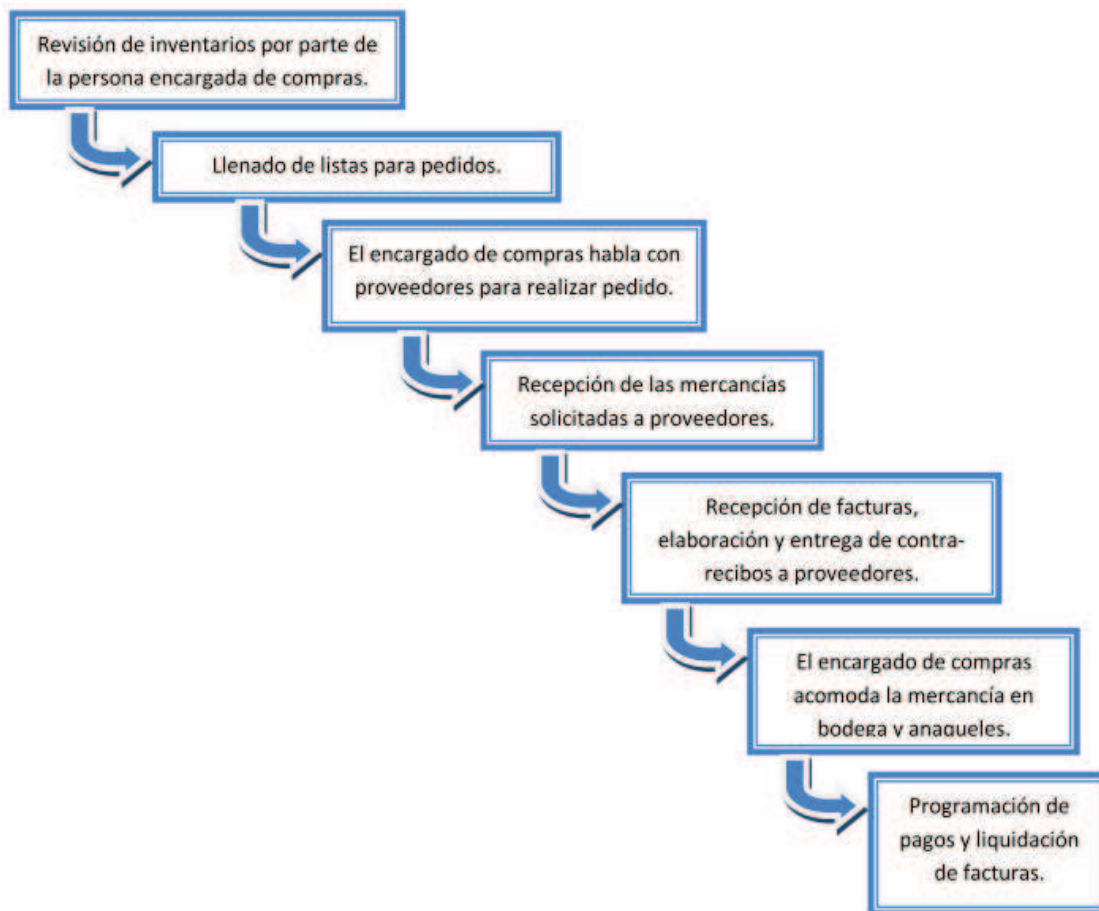 Revisión de inventarios por parte de
la persona encargada de compras.
Llenado de listas para pedidos.
El encargado de compras habla con
proveedores para realizar pedido.
Recepción de las mercancías
solicitadas a proveedores.
Recepción de facturas,
elaboración y entrega de contra-
recibos a proveedores.
El encargado de compras
acomoda la mercancía en
bodega y anaqueles.
Programación de
pagos y liquidación
de facturas.